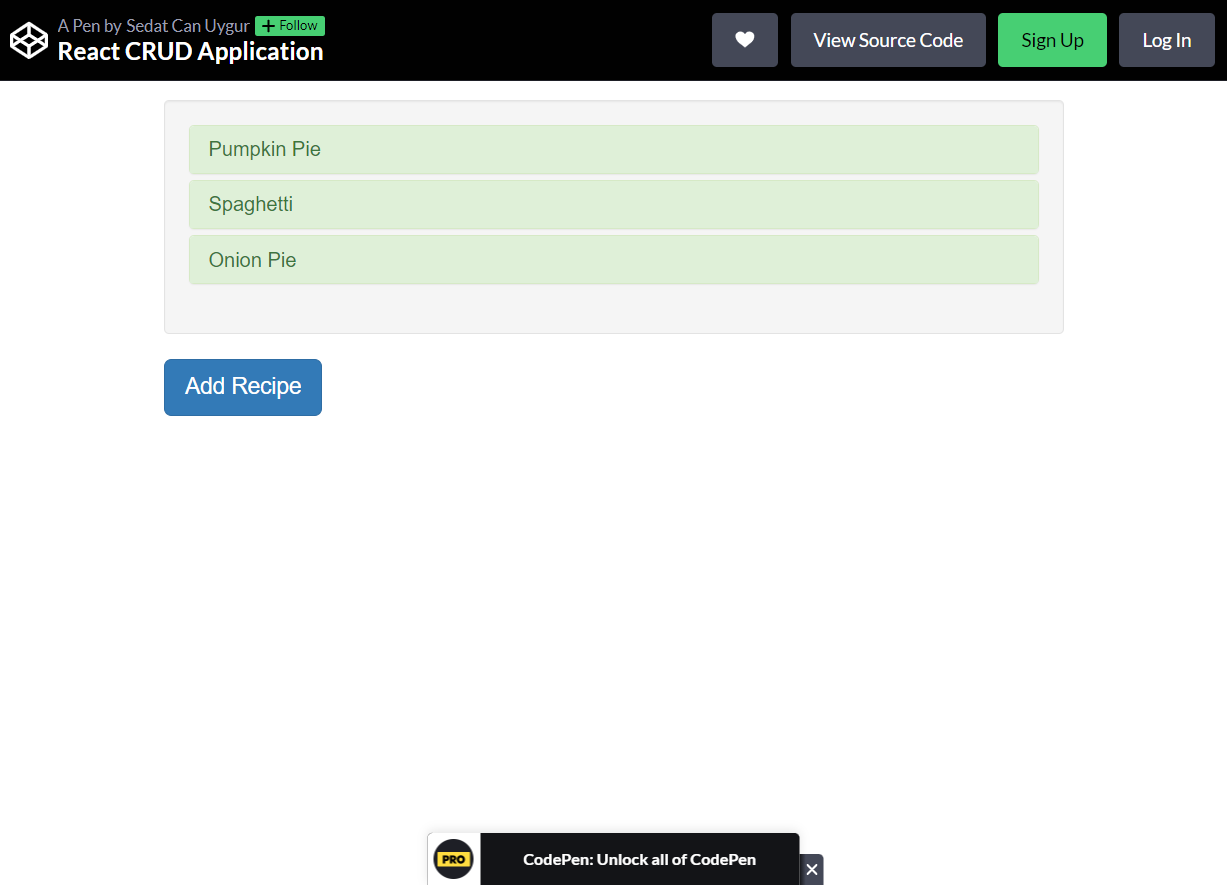 A Pen by Sedat Can Uygur + Follow
React CRUD Application
View Source Code
Sign Up
Log In
Pumpkin Pie
Spaghetti
Onion Pie
Add Recipe
PRO
CodePen: Unlock all of CodePen